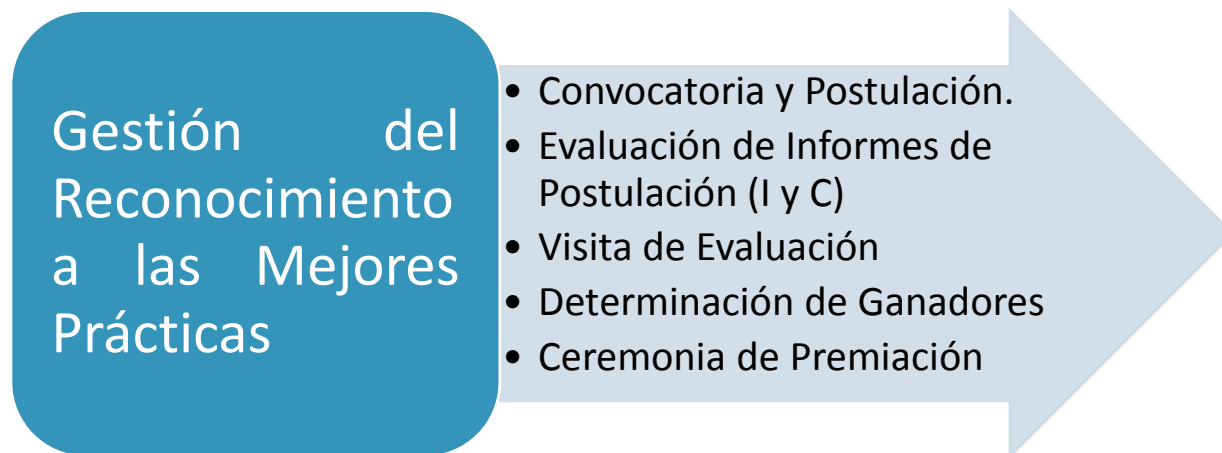 Gestión del
Reconocimiento
a las Mejores
Prácticas
• Convocatoria y Postulación.
• Evaluación de Informes de
Postulación (I y C)
• Visita de Evaluación
• Determinación de Ganadores
• Ceremonia de Premiación